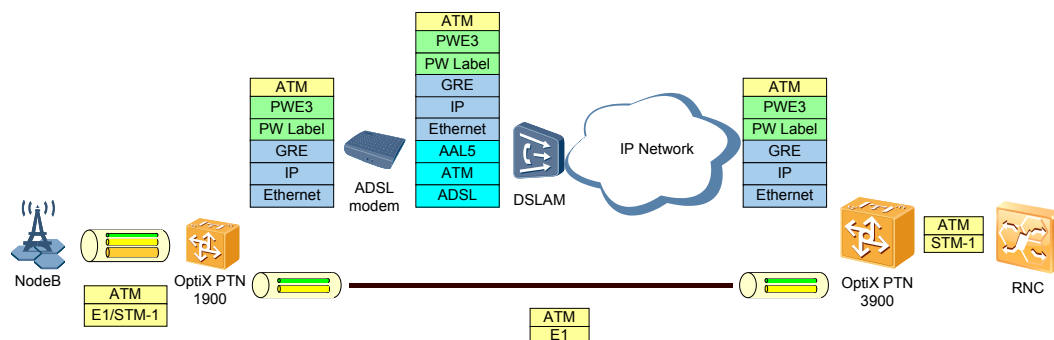 ATM
PWE3
PW Label
GRE
IP
Ethernet
AAL5
ATM
ADSL
ATM
PWE3
PW Label
GRE
IP
Ethernet
ADSL
modem
DSLAM
IP Network
ATM
PWE3
PW Label
GRE
IP
Ethernet
NodeB
OptiX PTN
1900
ATM
E1/STM-1
ATM
E1
OptiX PTN
3900
ATM
STM-1
RNC